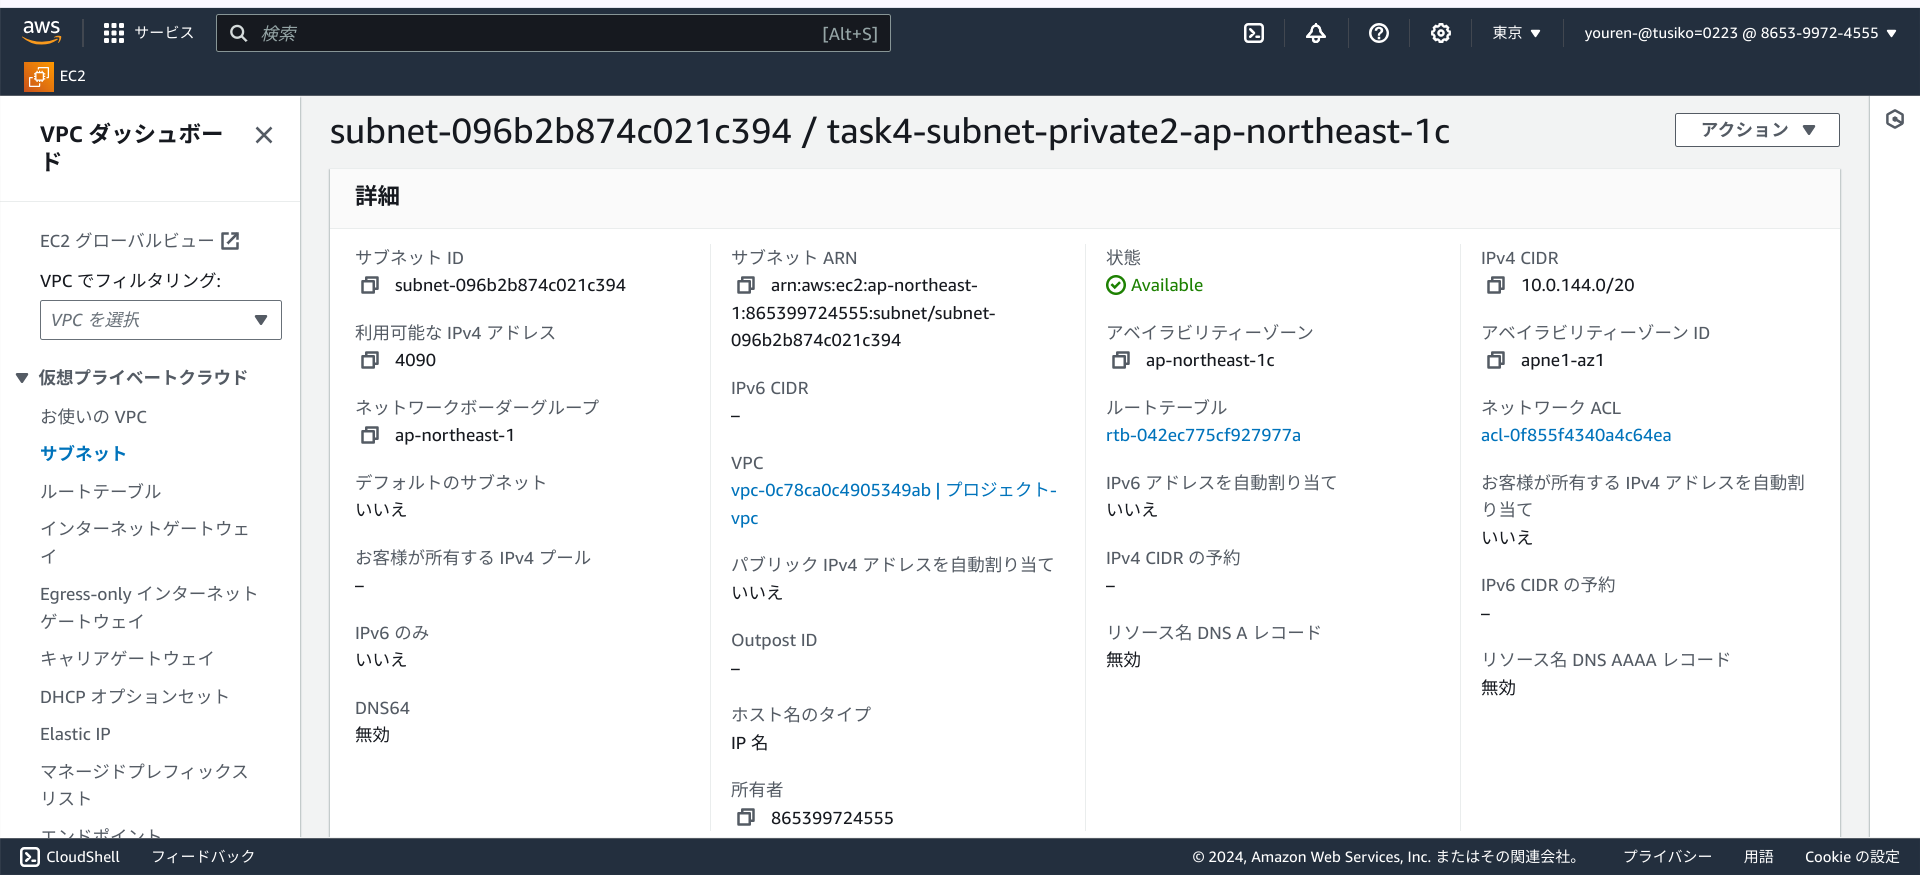 aws
サービス
検索
[Alt+S]
東京 ▼
youren-@tusiko=0223 @ 8653-9972-4555 ▼
EC2
VPC ダッシュボー
ド
EC2 グローバルビュー
VPC でフィルタリング:
VPC を選択
▼ 仮想プライベートクラウド
お使いの VPC
サブネット
ルートテーブル
インターネットゲートウェ
イ
Egress-only インターネット
ゲートウェイ
キャリアゲートウェイ
DHCP オプションセット
Elastic IP
マネージドプレフィックス
リスト
エンドポイント
subnet-096b2b874c021c394 / task4-subnet-private2-ap-northeast-1c
アクション ▼
詳細
サブネット ID
subnet-096b2b874c021c394
利用可能な IPv4 アドレス
4090
ネットワークボーダーグループ
ap-northeast-1
デフォルトのサブネット
いいえ
お客様が所有する IPv4 プール
–
IPv6 のみ
いいえ
DNS64
無効
サブネット ARN
arn:aws:ec2:ap-northeast-
1:865399724555:subnet/subnet-
096b2b874c021c394
IPv6 CIDR
–
VPC
vpc-0c78ca0c4905349ab | プロジェクト-
vpc
パブリック IPv4 アドレスを自動割り当て
いいえ
Outpost ID
–
ホスト名のタイプ
IP 名
所有者
865399724555
状態
Available
アベイラビリティーゾーン
ap-northeast-1c
ルートテーブル
rtb-042ec775cf927977a
IPv6 アドレスを自動割り当て
いいえ
IPv4 CIDR の予約
–
リソース名 DNS A レコード
無効
IPv4 CIDR
10.0.144.0/20
アベイラビリティーゾーン ID
apne1-az1
ネットワーク ACL
acl-0f855f4340a4c64ea
お客様が所有する IPv4 アドレスを自動割
り当て
いいえ
IPv6 CIDR の予約
–
リソース名 DNS AAAA レコード
無効
CloudShell
フィードバック
© 2024, Amazon Web Services, Inc. またはその関連会社。
プライバシー
用語
Cookie の設定